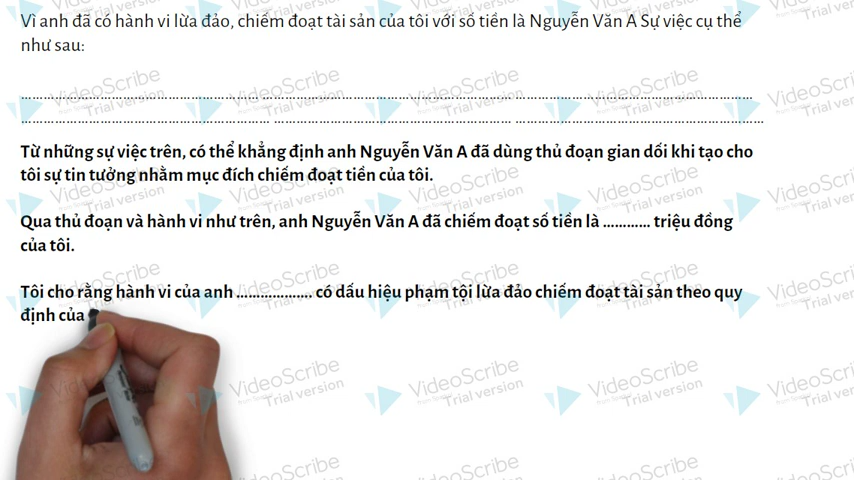 Vì anh đã có hành vi lừa đảo, chiếm đoạt tài sản của tôi với số tiền là Nguyễn Văn A Sự việc cụ thể
như sau:
……………………………………………………………………………………………………………………
……………………………………………………………………………… ………………………………………
Từ những sự việc trên, có thể khẳng định anh Nguyễn Văn A đã dùng thủ đoạn gian dối khi tạo cho
tôi sự tin tưởng nhằm mục đích chiếm đoạt tiền của tôi.
Qua thủ đoạn và hành vi như trên, anh Nguyễn Văn A đã chiếm đoạt số tiền là ………… triệu đồng
của tôi.
Tôi cho rằng hành vi của anh ……………….. có dấu hiệu phạm tội lừa đảo chiếm đoạt tài sản theo quy
định của
VideoScribe
Trial version